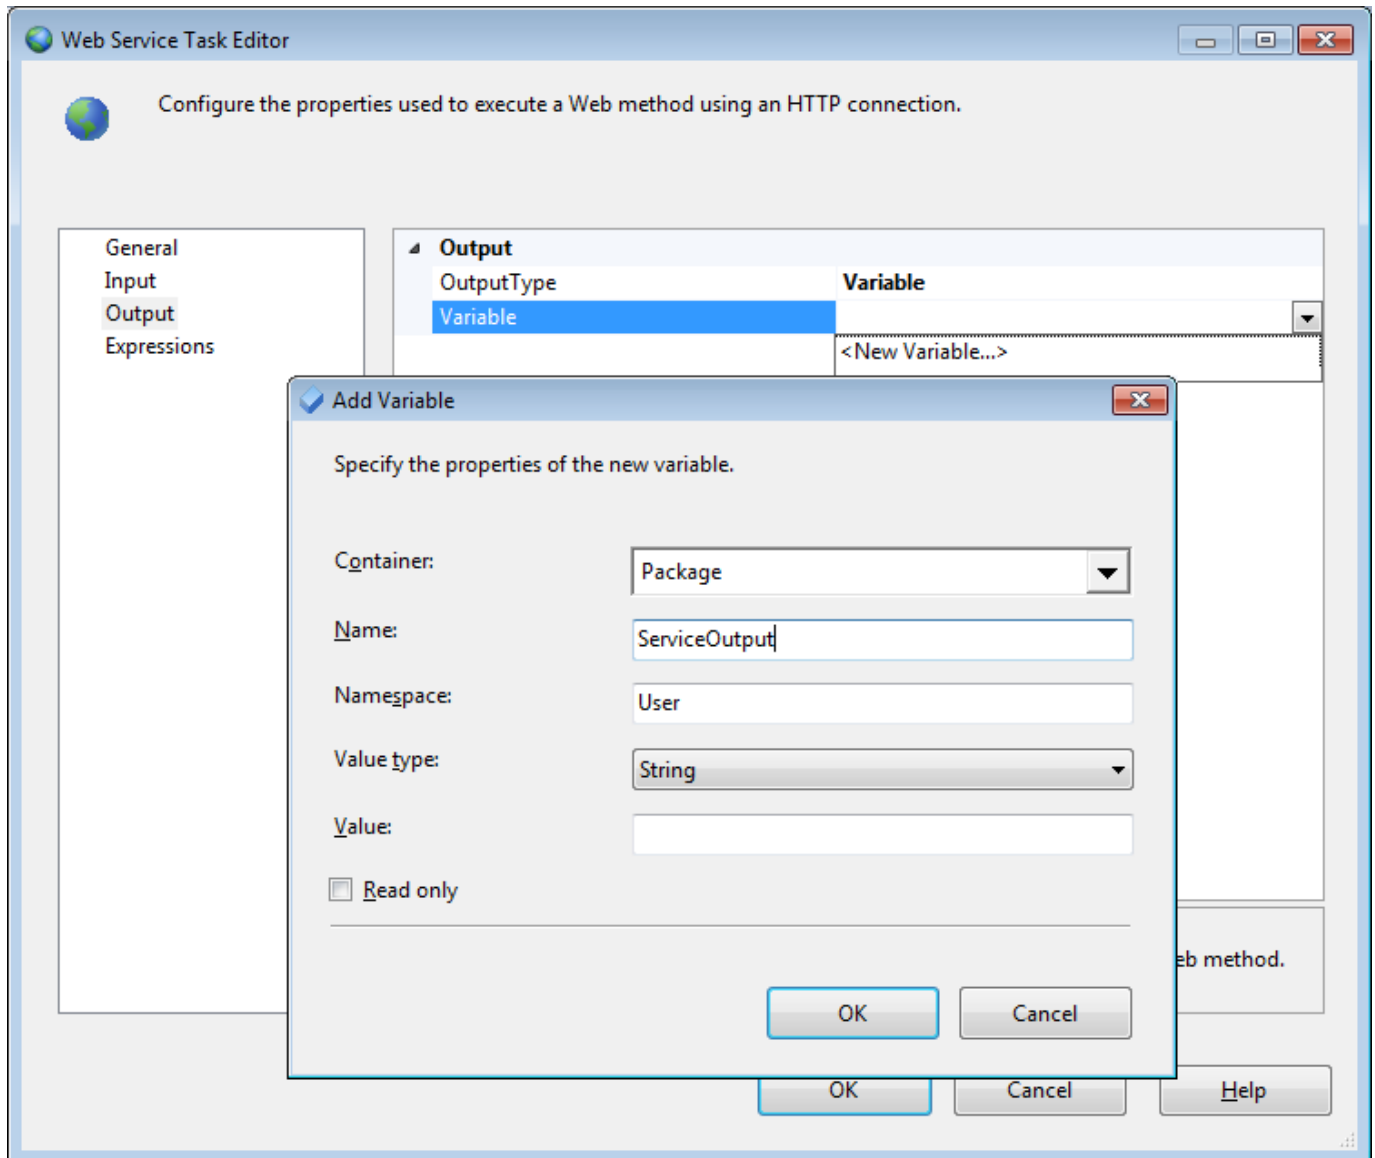 Web Service Task Editor
Configure the properties used to execute a Web method using an HTTP connection.
General
Input
Output
Expressions
Output
OutputType Variable
Variable
<New Variable...>
Add Variable
Specify the properties of the new variable.
Container: Package
Name: ServiceOutput
Namespace: User
Value type: String
Value:
Read only
OK Cancel
method.
OK Cancel Help